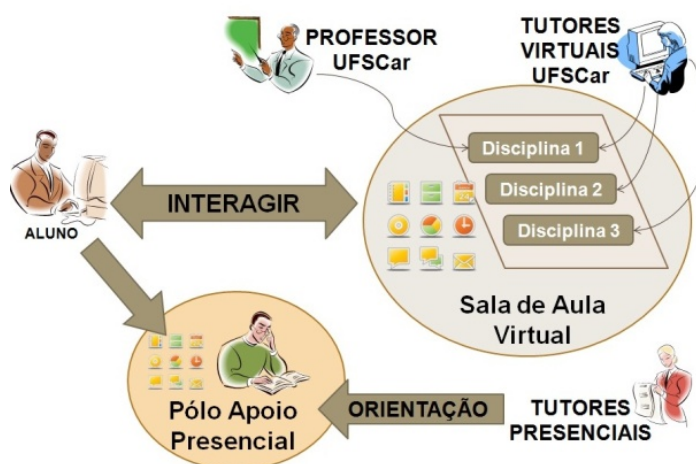 PROFESSOR
UFSCar
TUTORES
VIRTUAIS
UFSCar
Disciplina 1
Disciplina 2
Disciplina 3
INTERAGIR
ALUNO
Sala de Aula
Virtual
Pólo Apoio
Presencial
ORIENTAÇÃO
TUTORES
PRESENCIAIS